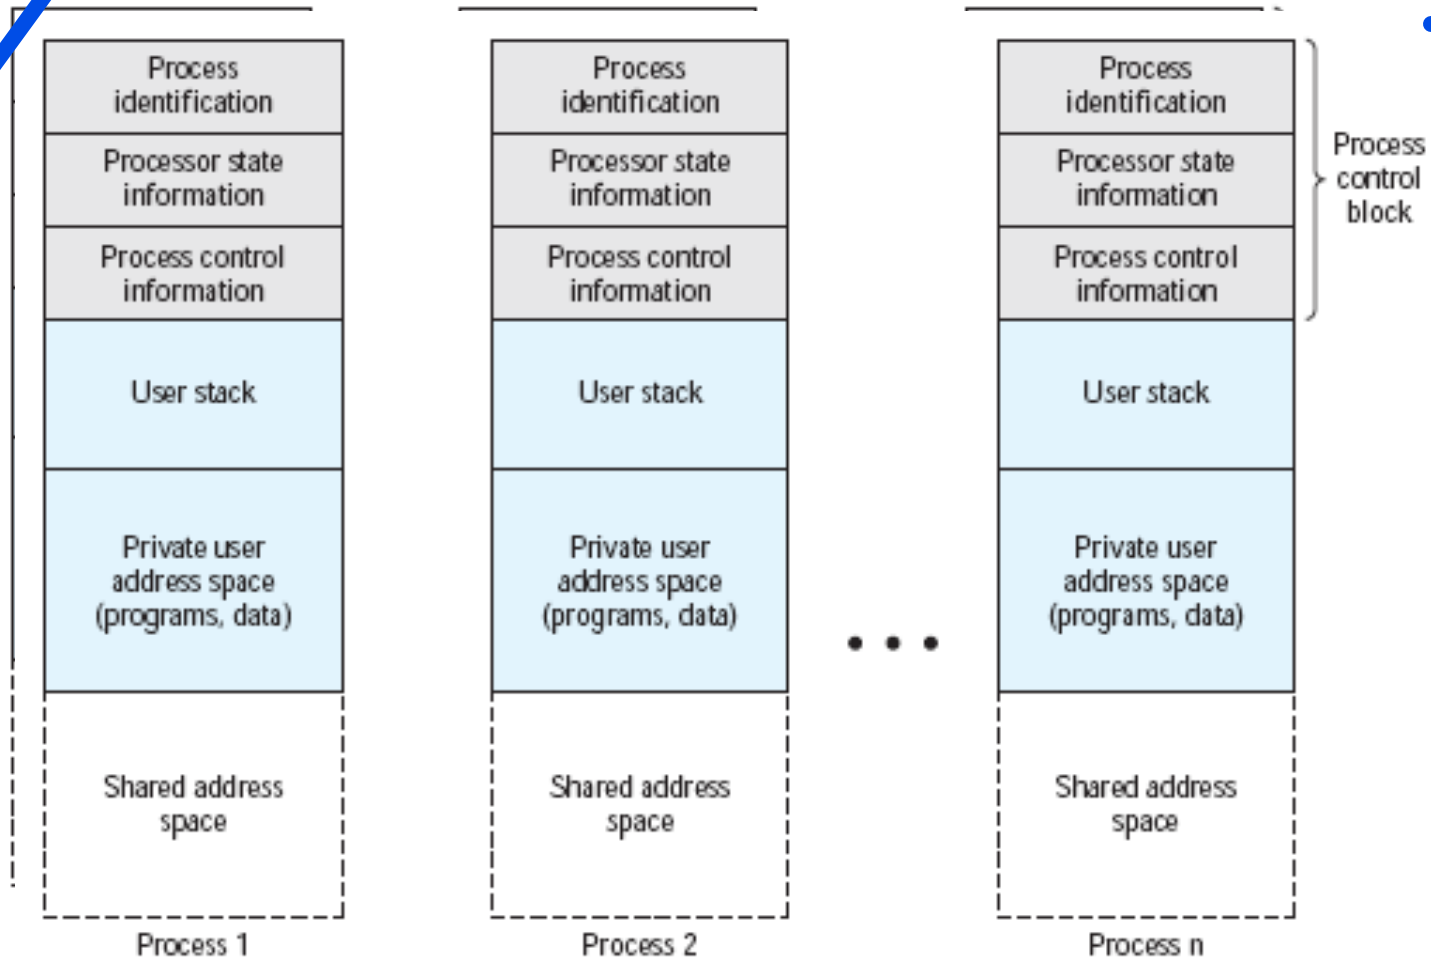 Process
identification
Processor state
information
Process control
information
User stack
Private user
address space
(programs, data)
Shared address
space
Process 1
Process
identification
Processor state
information
Process control
information
User stack
Private user
address space
(programs, data)
Shared address
space
Process 2
• • •
Process
identification
Processor state
information
Process control
information
User stack
Private user
address space
(programs, data)
Shared address
space
Process n
Process
control
block